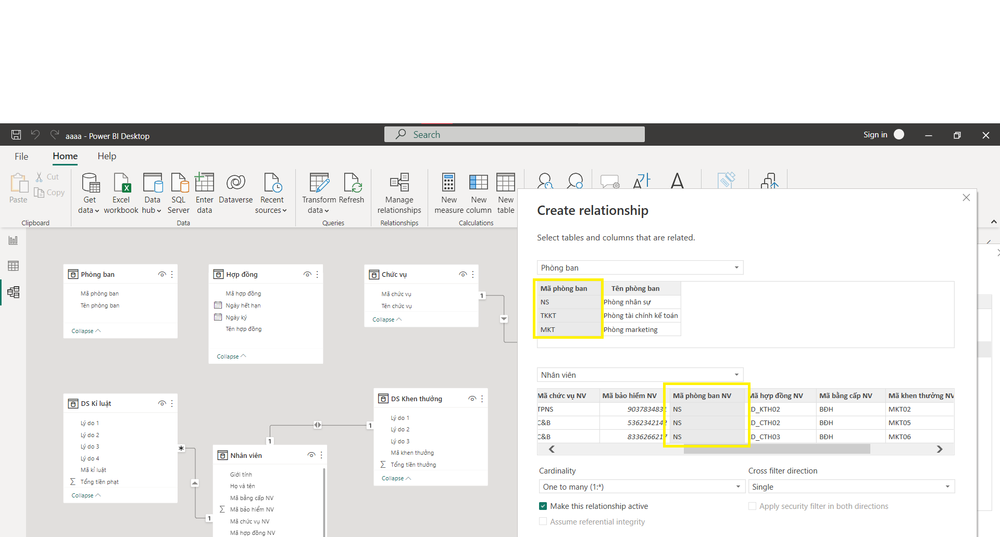 aaaa - Power BI Desktop
Search
Sign in
File
Home
Help
Paste
Cut
Copy
Clipboard
Get data
Excel workbook
Data hub
SQL Server
Enter data
Dataverse
Recent sources
Data
Transform data
Refresh
Queries
Manage relationships
Relationships
New measure
New column
New table
Calculations
Phòng ban
Mã phòng ban
Tên phòng ban
Collapse
Hợp đồng
Mã hợp đồng
Ngày hết hạn
Ngày ký
Tên hợp đồng
Collapse
Chức vụ
Mã chức vụ
Tên chức vụ
Collapse
1
DS Kỉ luật
Lý do 1
Lý do 2
Lý do 3
Lý do 4
Mã kỉ luật
Tổng tiền phạt
Collapse
*
1
1
1
Nhân viên
Giới tính
Họ và tên
Mã bằng cấp NV
Mã bảo hiểm NV
Mã chức vụ NV
Mã hợp đồng NV
DS Khen thưởng
Lý do 1
Lý do 2
Lý do 3
Mã khen thưởng
Tổng tiền thưởng
Collapse
Create relationship
Select tables and columns that are related.
Phòng ban
Mã phòng ban Tên phòng ban
NS Phòng nhân sự
TKKT Phòng tài chính kế toán
MKT Phòng marketing
Nhân viên
Mã chức vụ NV Mã bảo hiểm NV Mã phòng ban NV Mã hợp đồng NV Mã bằng cấp NV Mã khen thưởng NV
TPNS 9037834831 NS D_KTH02 BĐH MKT02
C&B 5362342142 NS D_CTH02 BĐH MKT05
C&B 8336266217 NS D_CTH03 BĐH MKT06
Cardinality
One to many (1:*)
Cross filter direction
Single
Make this relationship active
Apply security filter in both directions
Assume referential integrity